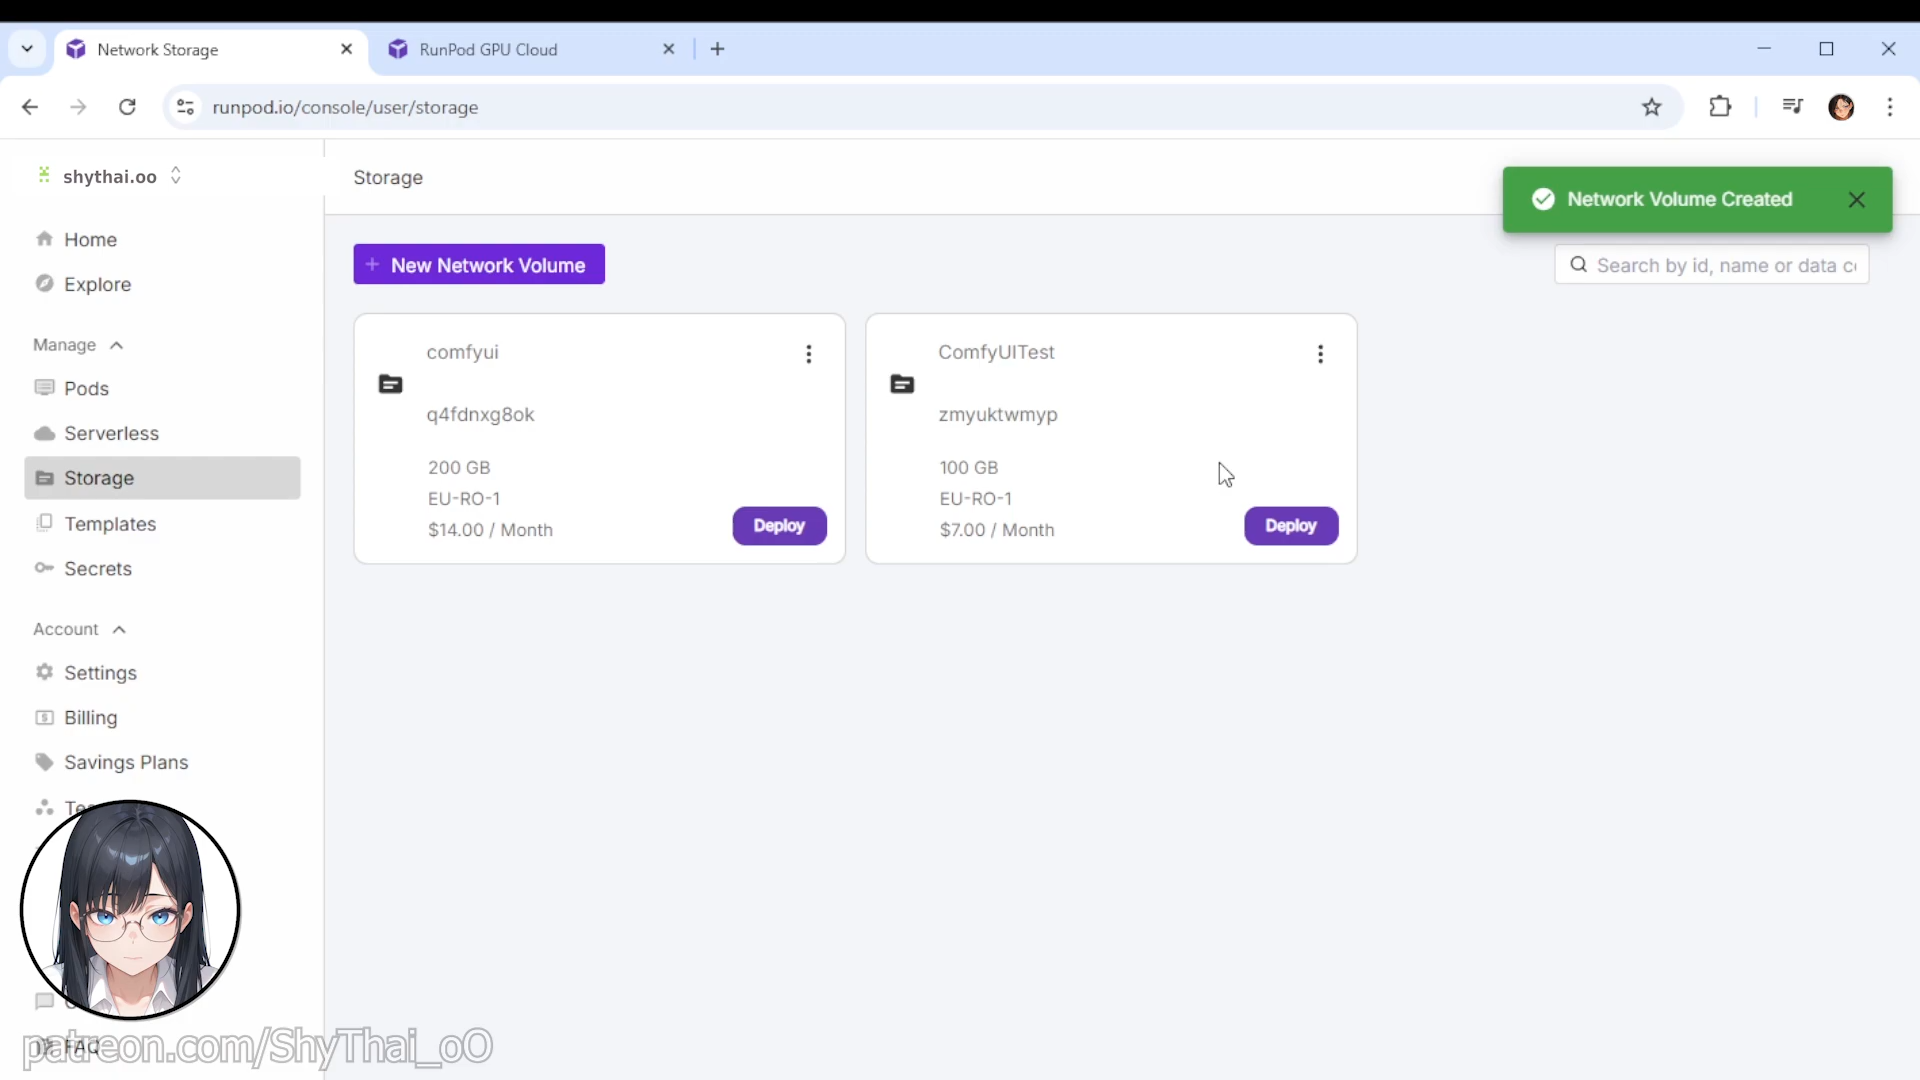 Network Storage
RunPod GPU Cloud
runpod.io/console/user/storage
shythai.oo
Storage
Network Volume Created
Home
Explore
New Network Volume
Search by id, name or data c
Manage
Pods
Serverless
Storage
Templates
Secrets
comfyui
q4fdnxg8ok
200 GB
EU-RO-1
$14.00 / Month
Deploy
ComfyUITest
zmyuktwmyp
100 GB
EU-RO-1
$7.00 / Month
Deploy
Account
Settings
Billing
Savings Plans
FAQ
patreon.com/ShyThai_oO